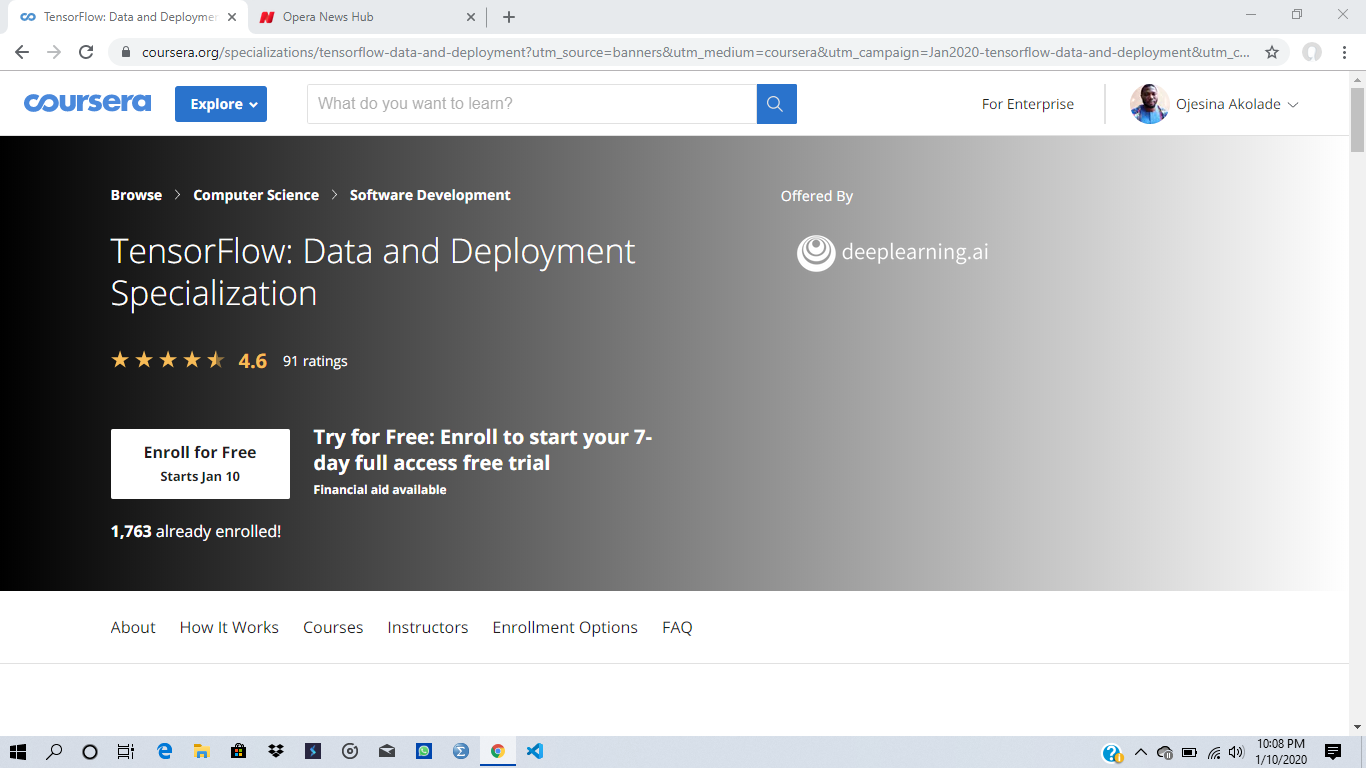 TensorFlow: Data and Deploymen
Opera News Hub
coursera.org/specializations/tensorflow-data-and-deployment?utm_source=banners&utm_medium=coursera&utm_campaign=Jan2020-tensorflow-data-and-deployment&utm_c...
coursera
Explore
What do you want to learn?
For Enterprise
Ojesina Akolade
Browse
Computer Science
Software Development
Offered By
TensorFlow: Data and Deployment
Specialization
deeplearning.ai
4.6
91 ratings
Enroll for Free
Starts Jan 10
Try for Free: Enroll to start your 7-
day full access free trial
Financial aid available
1,763 already enrolled!
About
How It Works
Courses
Instructors
Enrollment Options
FAQ
10:08 PM
1/10/2020